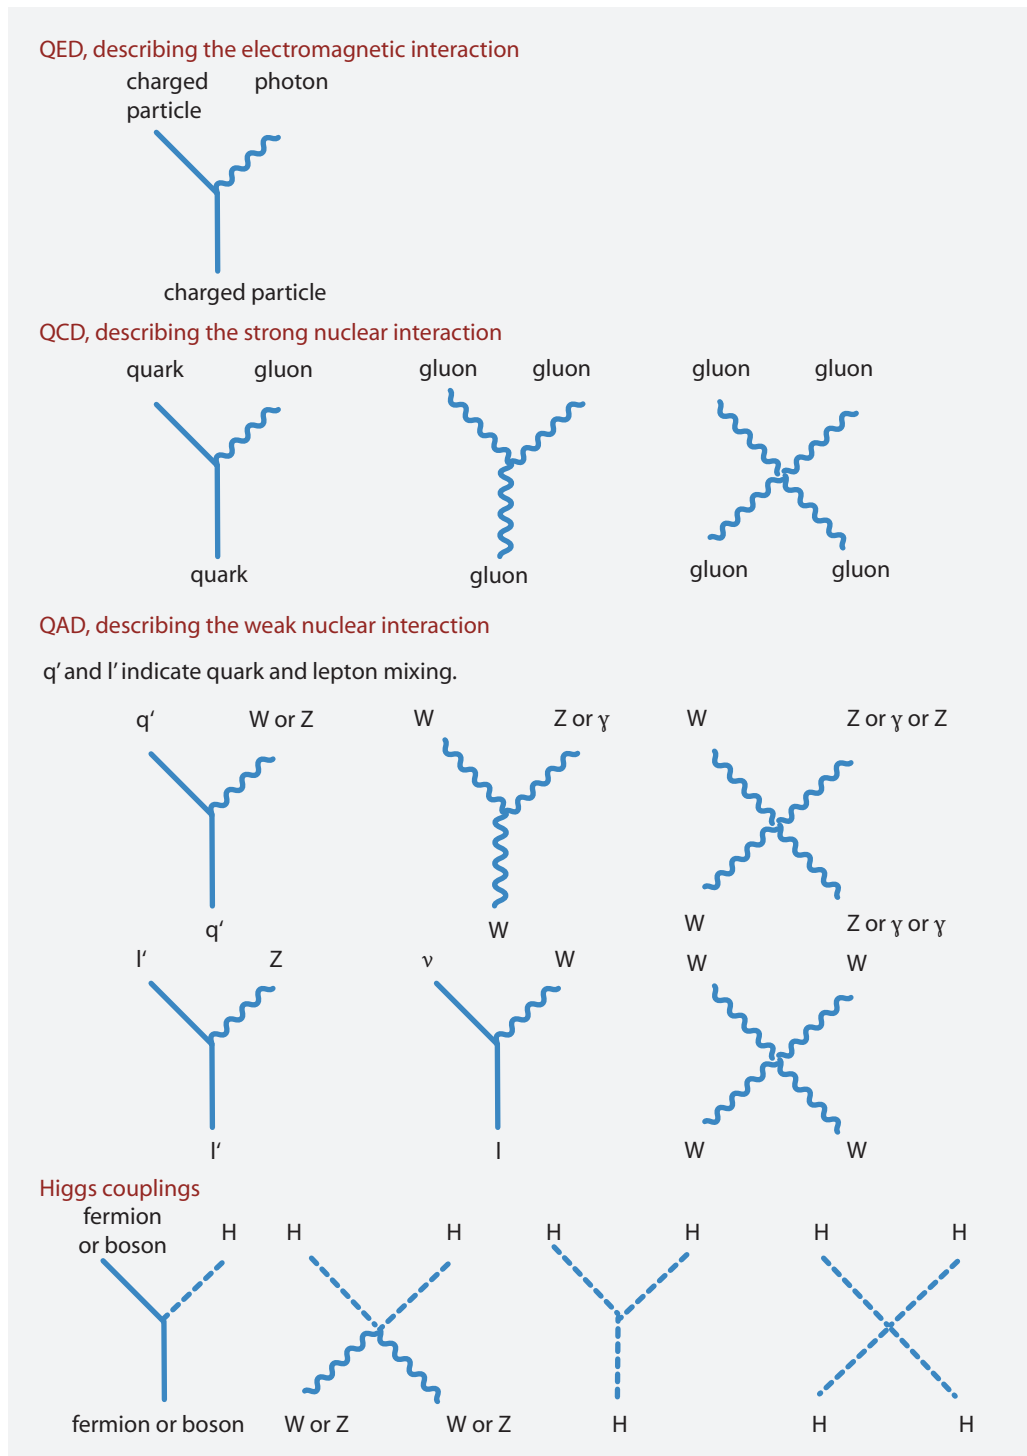 QED, describing the electromagnetic interaction
charged photon
particle
charged particle
QCD, describing the strong nuclear interaction
quark gluon gluon gluon gluon gluon
quark gluon gluon gluon
QAD, describing the weak nuclear interaction
q’ and l’ indicate quark and lepton mixing.
q‘ W or Z W Z or γ W Z or γ or Z
q‘ W W Z or γ or γ
l‘ Z ν W W W
l‘ l W W
Higgs couplings
fermion
or boson H H H H H H H
fermion or boson W or Z W or Z H H H